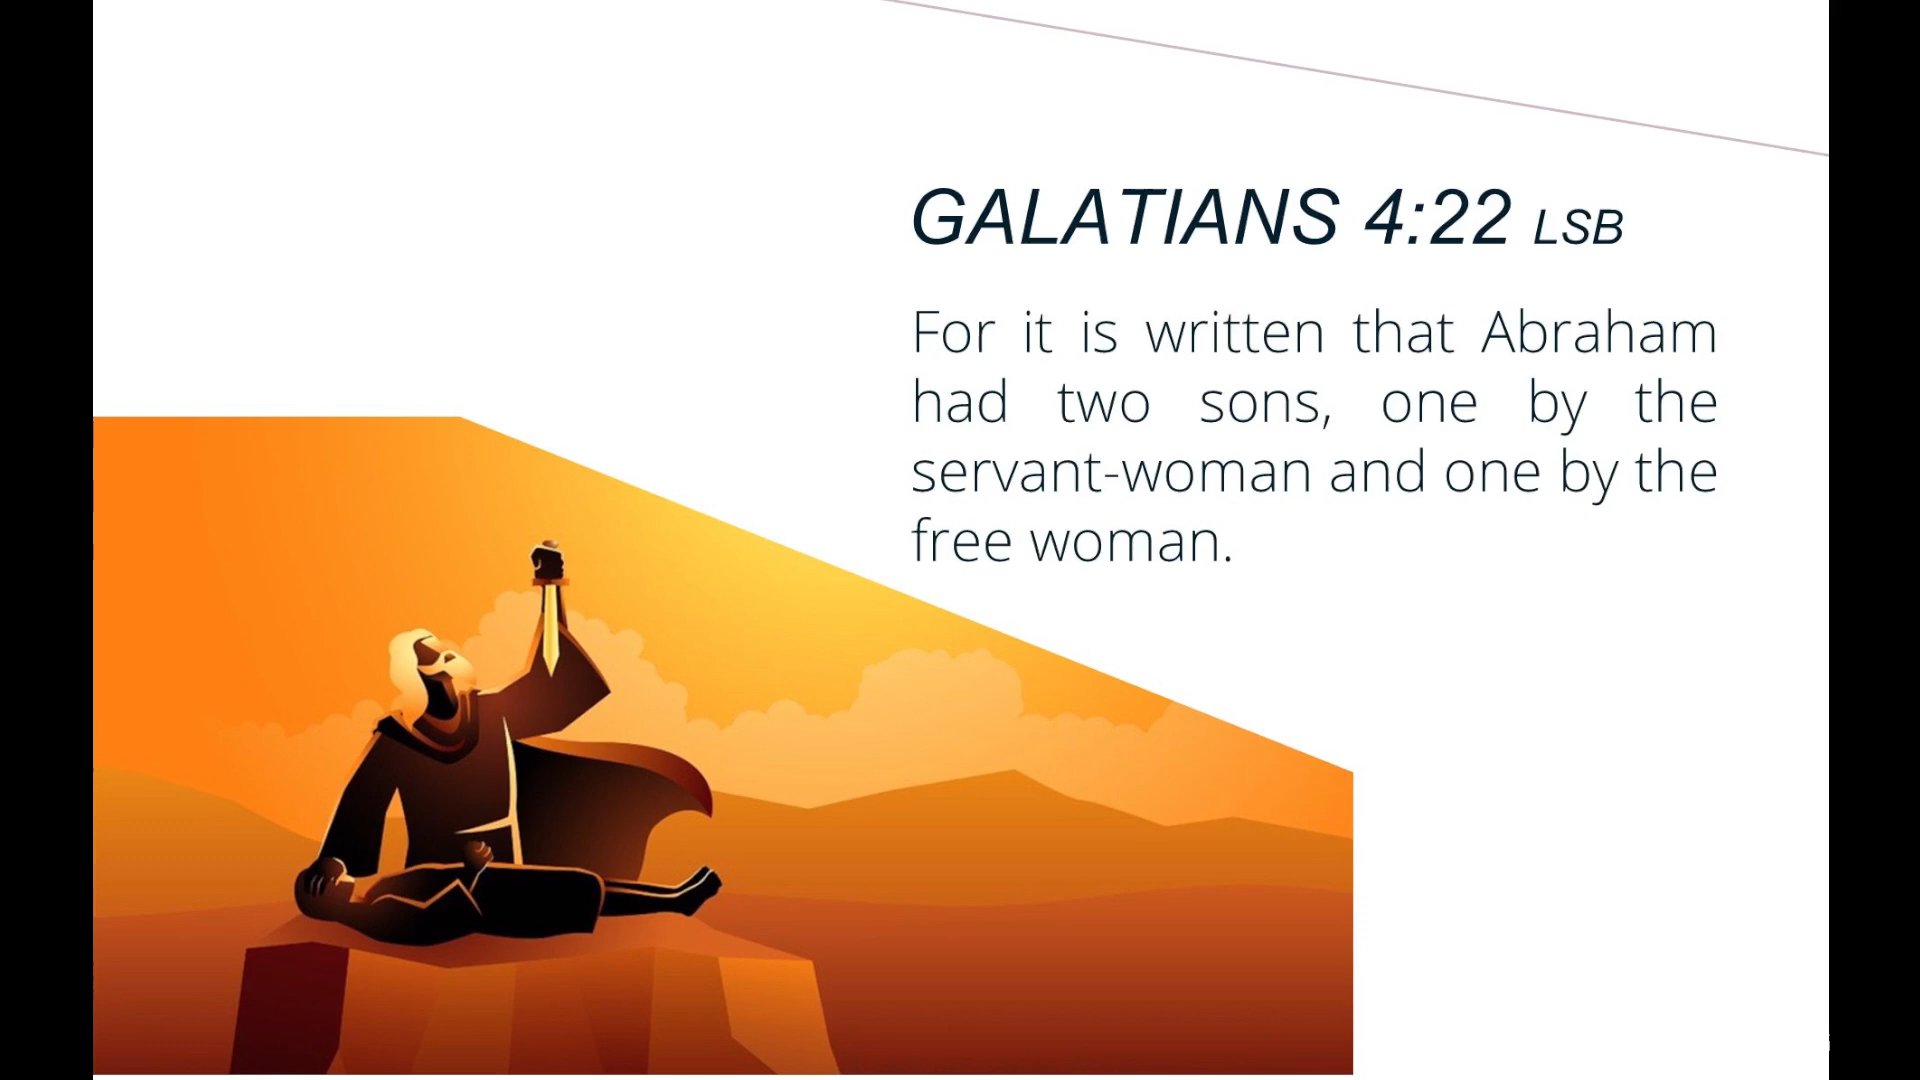 GALATIANS 4:22 LSB
For it is written that Abraham
had two sons, one by the
servant-woman and one by the
free woman.